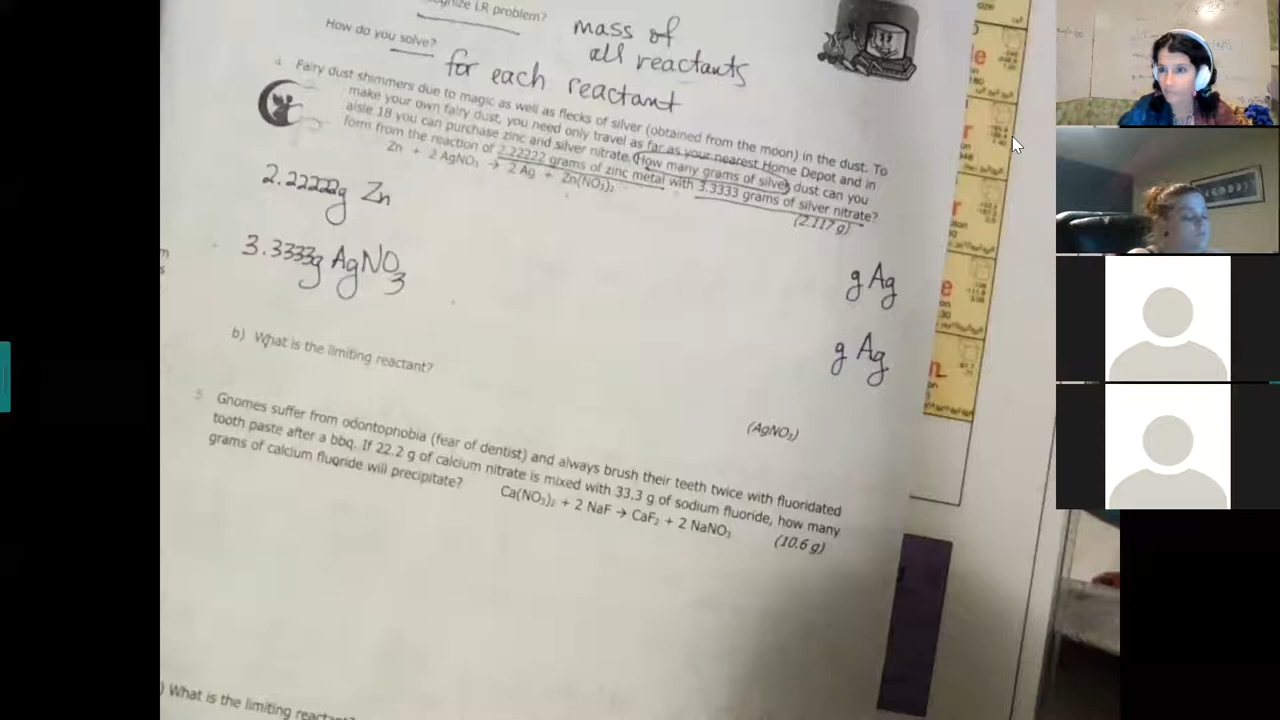 LR problem?
mass of
all reactants
How do you solve?
for each reactant
4. Fairy dust shimmers due to magic as well as flecks of silver (obtained from the moon) in the dust. To
make your own fairy dust, you need only travel as far as your nearest Home Depot and in
aisle 18 you can purchase zinc and silver nitrate. How many grams of silver dust can you
form from the reaction of 2.22222 grams of zinc metal with 3.3333 grams of silver nitrate?
Zn + 2 AgNO₃ → 2 Ag + Zn(NO₃)₂
(2.117 g)
2.22222g Zn
g Ag
3.3333g AgNO3
g Ag
b) What is the limiting reactant?
(AgNO₃)
5 Gnomes suffer from odontophobia (fear of dentist) and always brush their teeth twice with fluoridated
tooth paste after a bbq. If 22.2 g of calcium nitrate is mixed with 33.3 g of sodium fluoride, how many
grams of calcium fluoride will precipitate?
Ca(NO₃)₂ + 2 NaF → CaF₂ + 2 NaNO₃
(10.6 g)
) What is the limiting reactant?